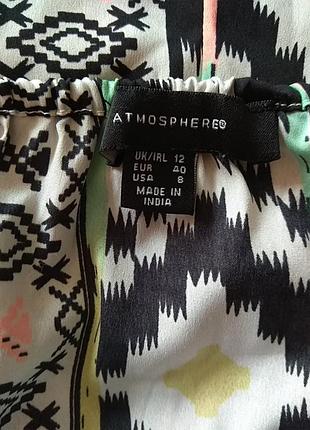 ATMOSPHERE®
UK/IRL 12
EUR 40
USA 8
MADE IN
INDIA